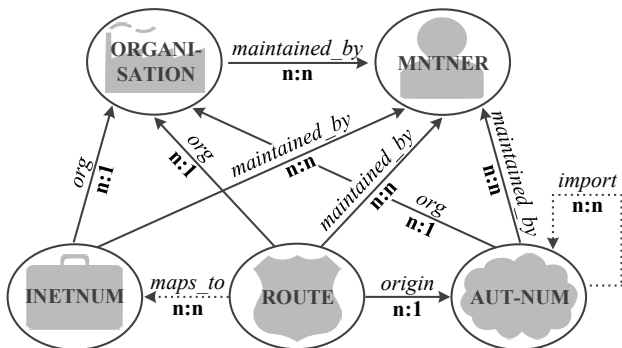 ORGANI-
SATION
maintained_by
n:n
MNTNER
org
n:1
org
n:1
maintained_by
n:n
maintained_by
n:n
org
n:1
maintained_by
n:n
import
n:n
INETNUM
maps_to
n:n
ROUTE
origin
n:1
AUT-NUM